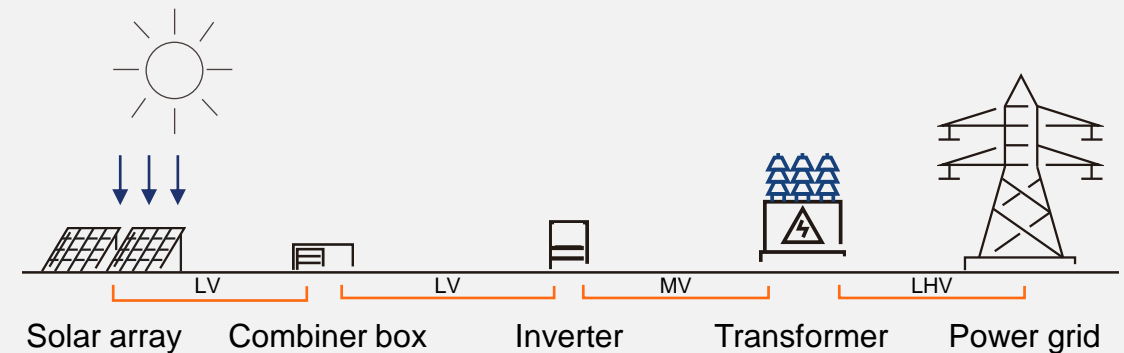 LV LV MV LHV
Solar array Combiner box Inverter Transformer Power grid